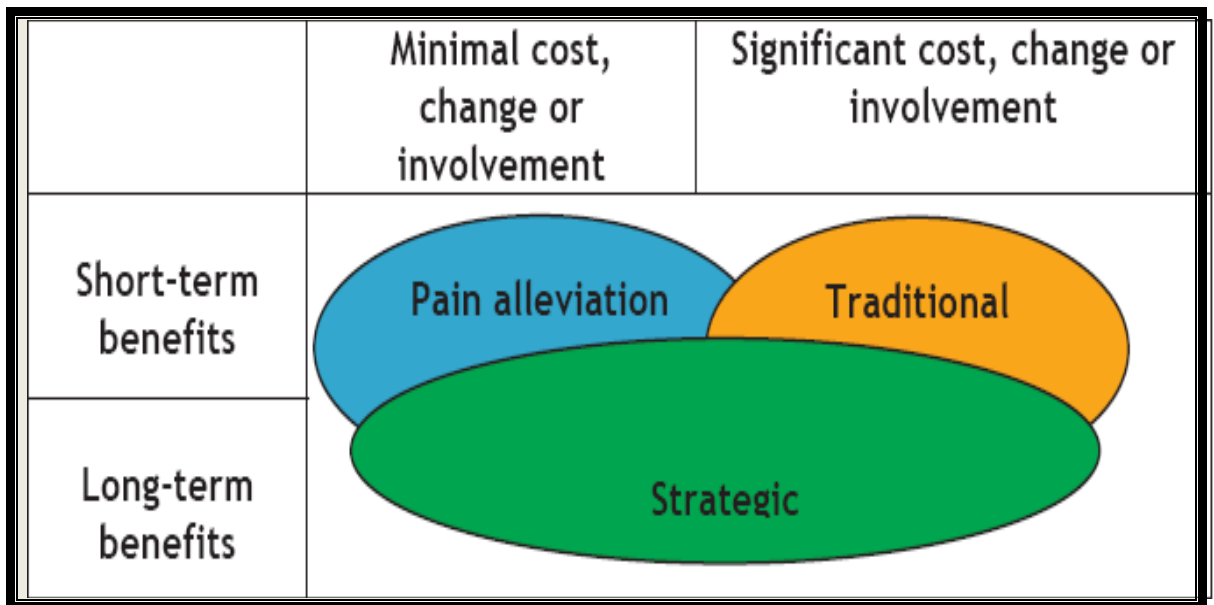 Minimal cost,
change or
involvement
Significant cost, change or
involvement
Short-term
benefits
Pain alleviation
Traditional
Long-term
benefits
Strategic